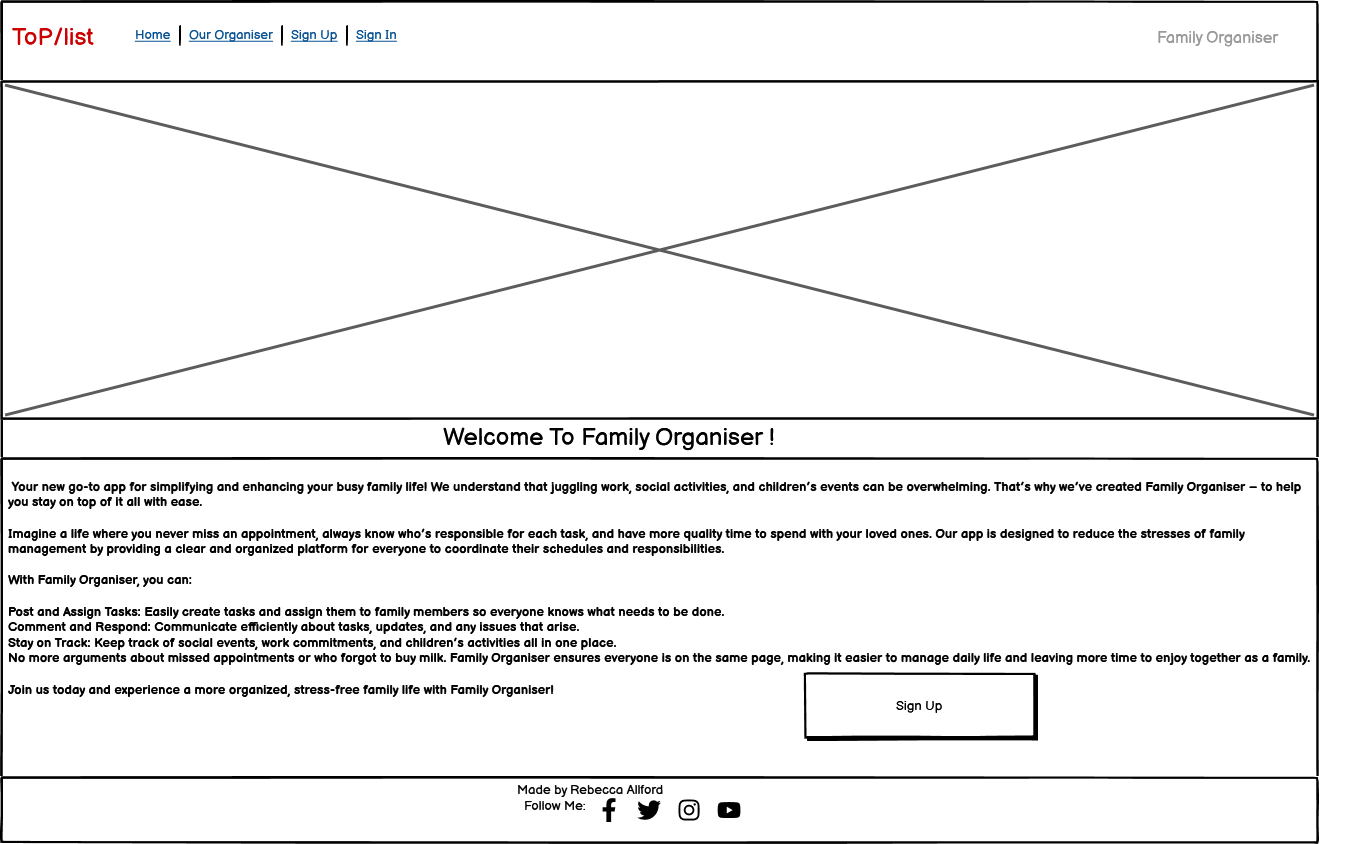 ToP/list
Home
Our Organiser
Sign Up
Sign In
Family Organiser
Welcome To Family Organiser !
Your new go-to app for simplifying and enhancing your busy family life! We understand that juggling work, social activities, and children's events can be overwhelming. That's why we've created Family Organiser – to help
you stay on top of it all with ease.
Imagine a life where you never miss an appointment, always know who's responsible for each task, and have more quality time to spend with your loved ones. Our app is designed to reduce the stresses of family
management by providing a clear and organized platform for everyone to coordinate their schedules and responsibilities.
With Family Organiser, you can:
Post and Assign Tasks: Easily create tasks and assign them to family members so everyone knows what needs to be done.
Comment and Respond: Communicate efficiently about tasks, updates, and any issues that arise.
Stay on Track: Keep track of social events, work commitments, and children's activities all in one place.
No more arguments about missed appointments or who forgot to buy milk. Family Organiser ensures everyone is on the same page, making it easier to manage daily life and leaving more time to enjoy together as a family.
Join us today and experience a more organized, stress-free family life with Family Organiser!
Sign Up
Made by Rebecca Allford
Follow Me: